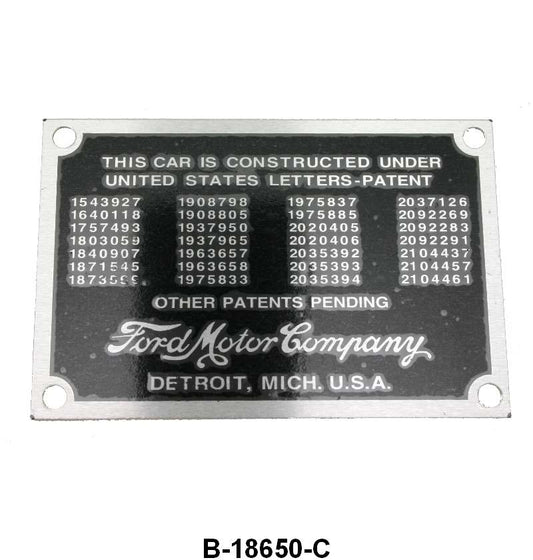 THIS CAR IS CONSTRUCTED UNDER
UNITED STATES LETTERS-PATENT
1543927 1908798 1975837 2037126
1640118 1908805 1975885 2092269
1757493 1937950 2020405 2092283
1803059 1937965 2020406 2092291
1840907 1963657 2035392 2104437
1871545 1963658 2035393 2104457
1873599 1975833 2035394 2104461
OTHER PATENTS PENDING
Ford Motor Company
DETROIT, MICH. U.S.A.
B-18650-C